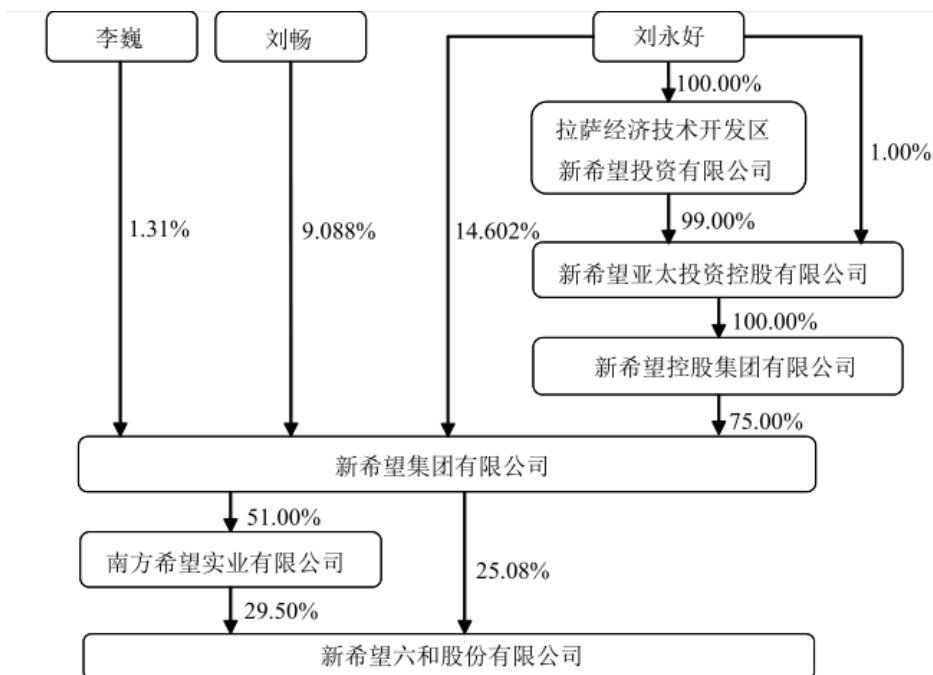 李巍
刘畅
刘永好
100.00%
拉萨经济技术开发区
新希望投资有限公司
1.00%
1.31%
9.088%
14.602%
99.00%
新希望亚太投资控股有限公司
100.00%
新希望控股集团有限公司
75.00%
新希望集团有限公司
51.00%
南方希望实业有限公司
25.08%
29.50%
新希望六和股份有限公司